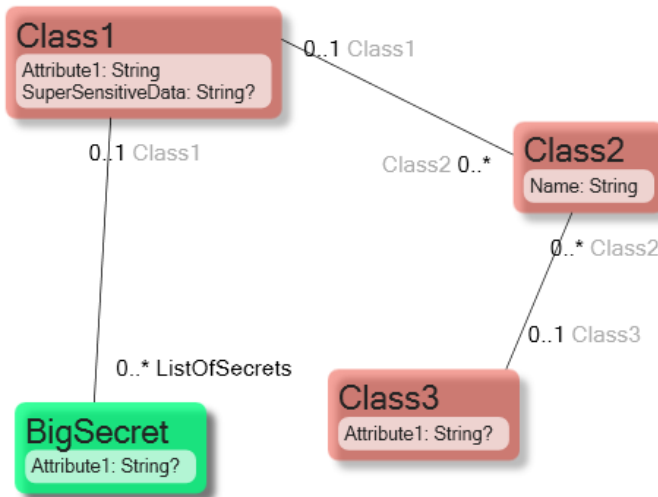 Class1
Attribute1: String
SuperSensitiveData: String?
0..1 Class1
0..1 Class1
Class2 0..*
Class2
Name: String
0..* Class2
0..1 Class3
0..* ListOfSecrets
Class3
Attribute1: String?
BigSecret
Attribute1: String?